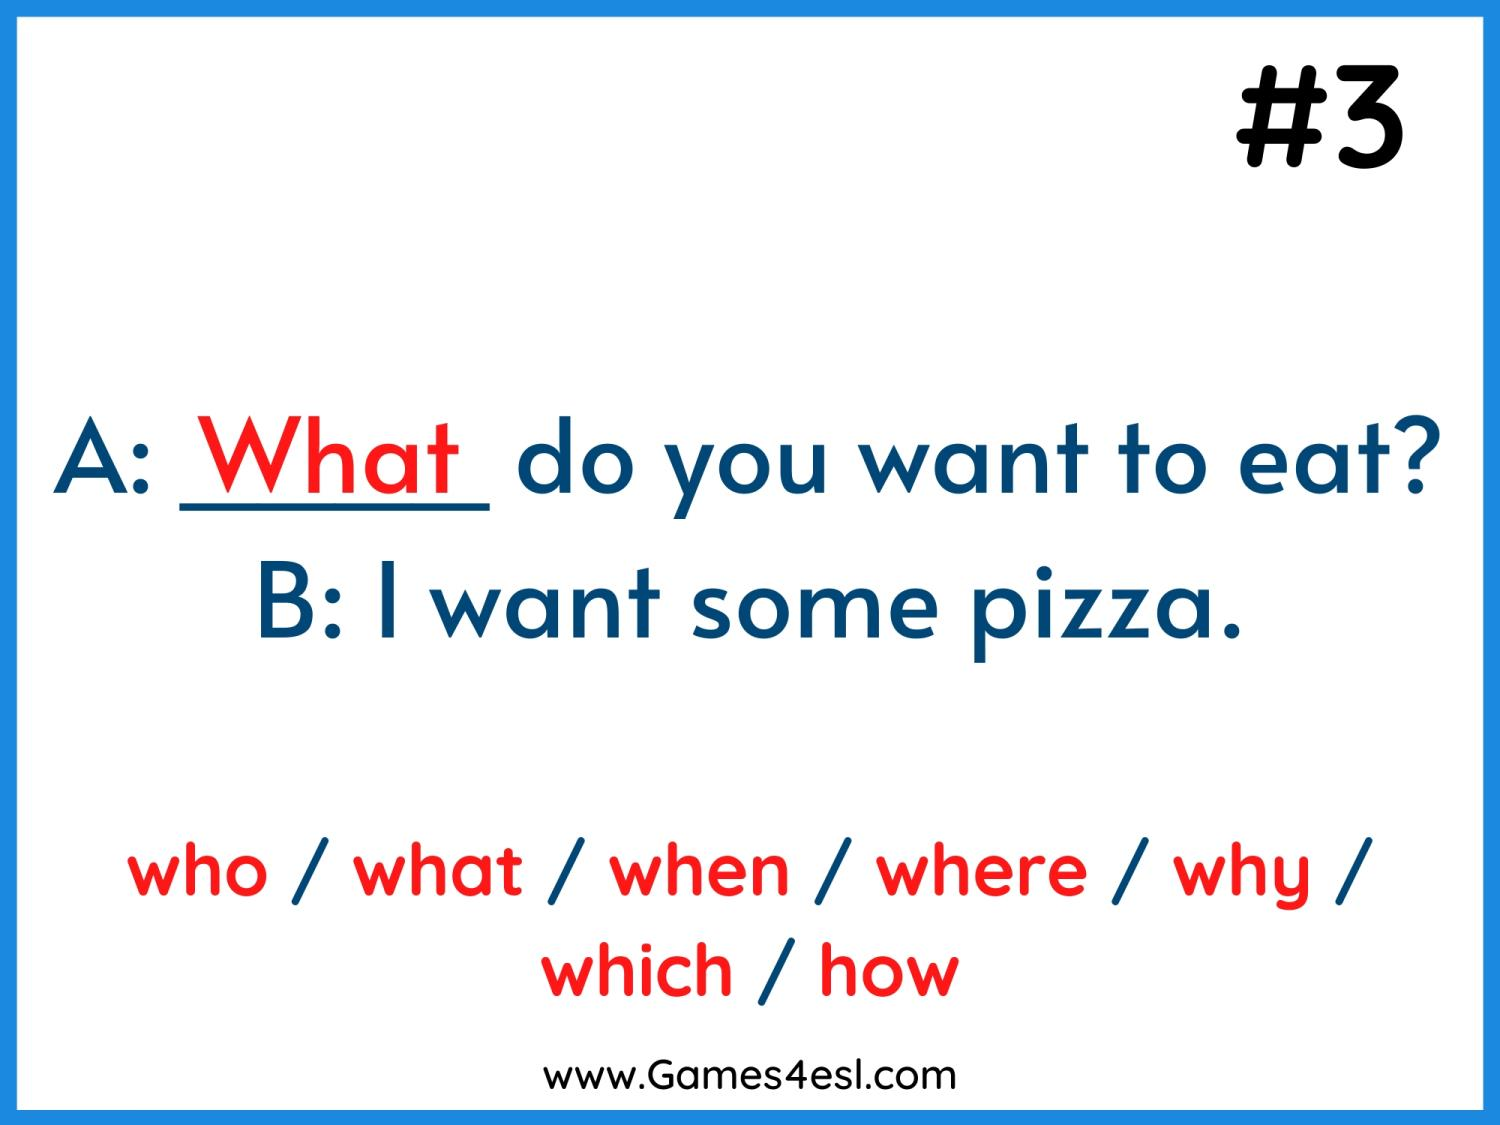 #3
A: What do you want to eat?
B: I want some pizza.
who / what / when / where / why /
which / how
www.Games4esl.com